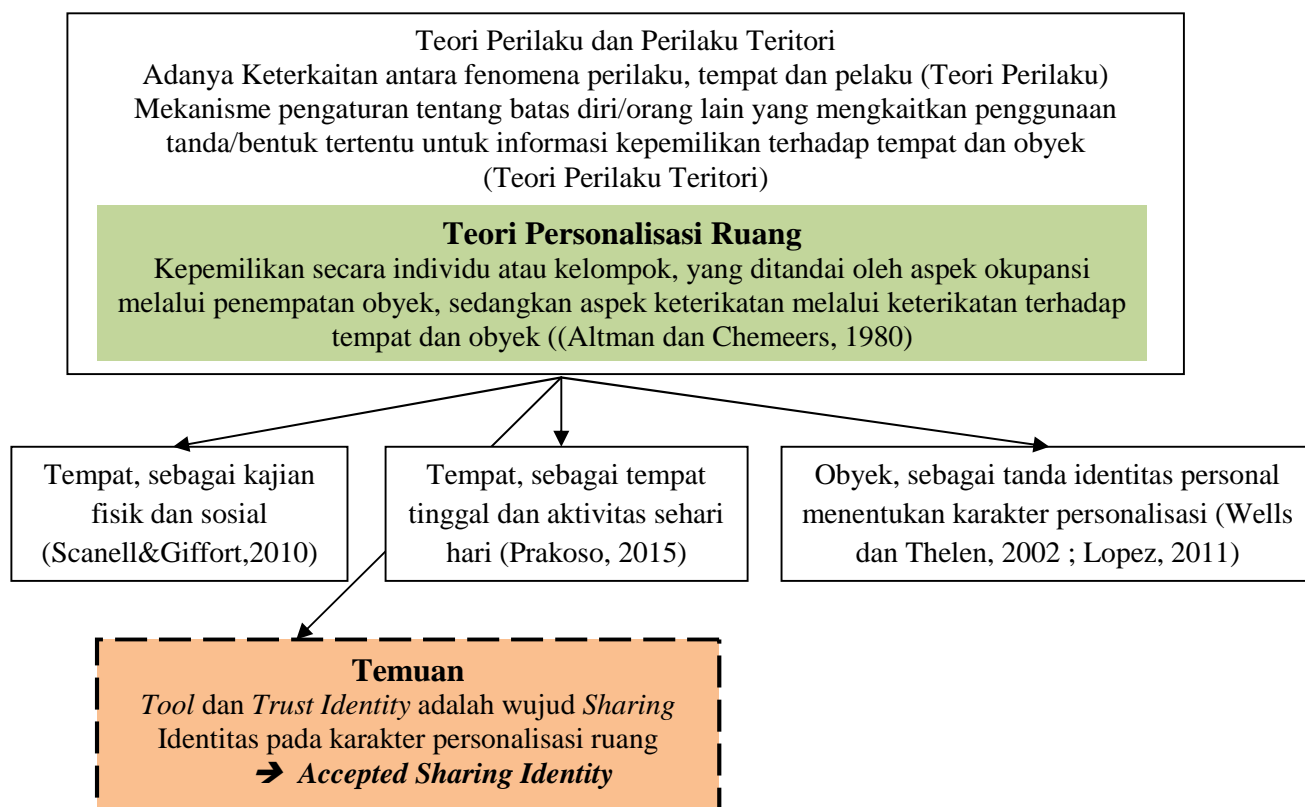 Teori Perilaku dan Perilaku Teritori
Adanya Keterkaitan antara fenomena perilaku, tempat dan pelaku (Teori Perilaku)
Mekanisme pengaturan tentang batas diri/orang lain yang mengkaitkan penggunaan
tanda/bentuk tertentu untuk informasi kepemilikan terhadap tempat dan obyek
(Teori Perilaku Teritori)
Teori Personalisasi Ruang
Kepemilikan secara individu atau kelompok, yang ditandai oleh aspek okupansi
melalui penempatan obyek, sedangkan aspek keterikatan melalui keterikatan terhadap
tempat dan obyek ((Altman dan Chemeers, 1980)
Tempat, sebagai kajian
fisik dan sosial
(Scanell&Giffort,2010)
Tempat, sebagai tempat
tinggal dan aktivitas sehari
hari (Prakoso, 2015)
Obyek, sebagai tanda identitas personal
menentukan karakter personalisasi (Wells
dan Thelen, 2002 ; Lopez, 2011)
Temuan
Tool dan Trust Identity adalah wujud Sharing
Identitas pada karakter personalisasi ruang
➔ Accepted Sharing Identity